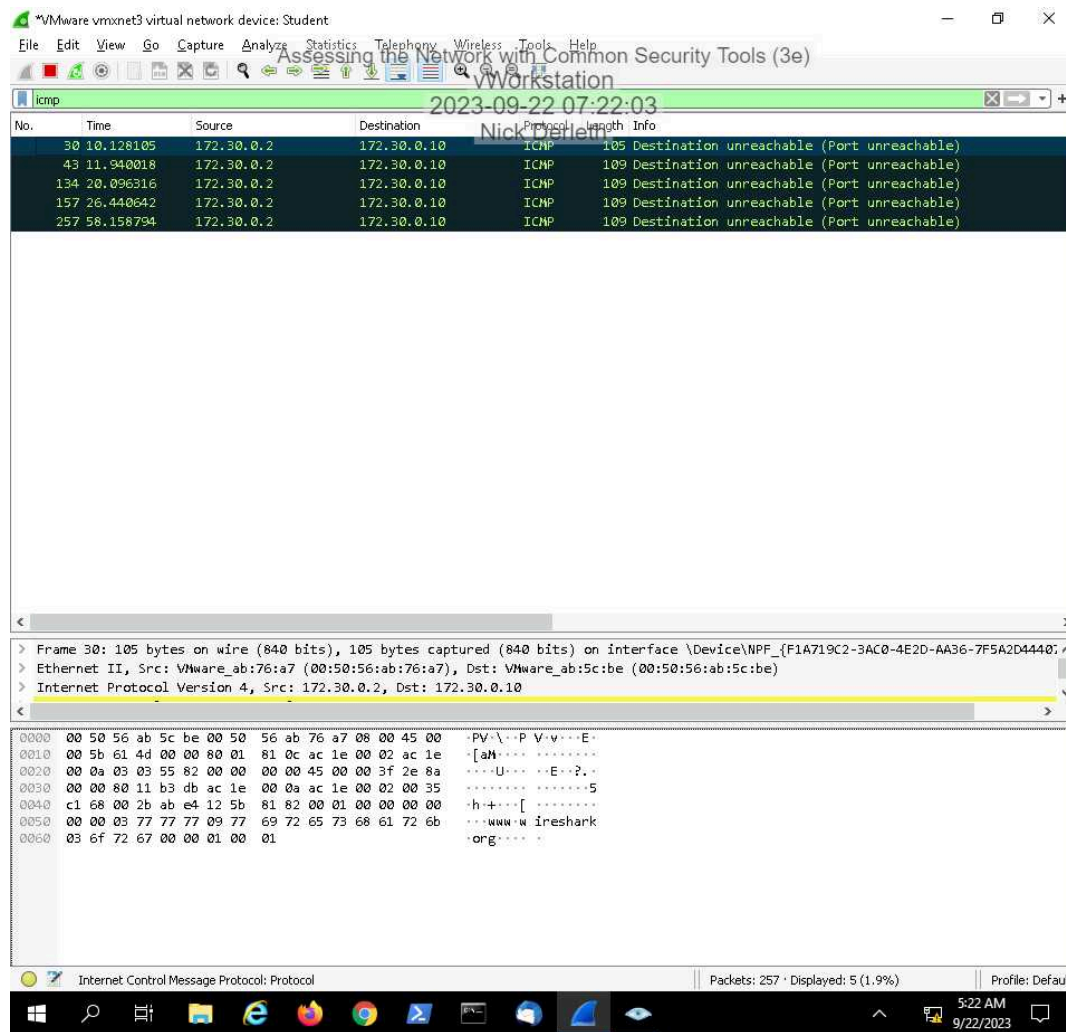 *VMware vmxnet3 virtual network device: Student
File Edit View Go Capture Analyze Statistics Telephony Wireless Tools Help
Assessing the Network with Common Security Tools (3e)
vWorkstation
2023-09-22 07:22:03
Nick Defleth
icmp
No. Time Source Destination Protocol Length Info
30 10.128105 172.30.0.2 172.30.0.10 ICMP 105 Destination unreachable (Port unreachable)
43 11.940018 172.30.0.2 172.30.0.10 ICMP 109 Destination unreachable (Port unreachable)
134 20.096316 172.30.0.2 172.30.0.10 ICMP 109 Destination unreachable (Port unreachable)
157 26.440642 172.30.0.2 172.30.0.10 ICMP 109 Destination unreachable (Port unreachable)
257 58.158794 172.30.0.2 172.30.0.10 ICMP 109 Destination unreachable (Port unreachable)
> Frame 30: 105 bytes on wire (840 bits), 105 bytes captured (840 bits) on interface \Device\NPF_{F1A719C2-3AC0-4E2D-AA36-7F5A2D44407
> Ethernet II, Src: VMware_ab:76:a7 (00:50:56:ab:76:a7), Dst: VMware_ab:5c:be (00:50:56:ab:5c:be)
> Internet Protocol Version 4, Src: 172.30.0.2, Dst: 172.30.0.10
0000 00 50 56 ab 5c be 00 50 56 ab 76 a7 08 00 45 00 ·PV·\··P V·v···E·
0010 00 5b 61 4d 00 00 80 01 81 0c ac 1e 00 02 ac 1e ·[aM···· ········
0020 00 0a 03 03 55 82 00 00 00 00 45 00 00 3f 2e 8a ····U··· ··E··?.·
0030 00 00 80 11 b3 db ac 1e 00 0a ac 1e 00 02 00 35 ········ ·······5
0040 c1 68 00 2b ab e4 12 5b 81 82 00 01 00 00 00 00 ·h·+···[ ········
0050 00 00 03 77 77 77 09 77 69 72 65 73 68 61 72 6b ···www·w ireshark
0060 03 6f 72 67 00 00 01 00 01 ·org···· ·
Internet Control Message Protocol: Protocol Packets: 257 · Displayed: 5 (1.9%) Profile: Defau
5:22 AM
9/22/2023